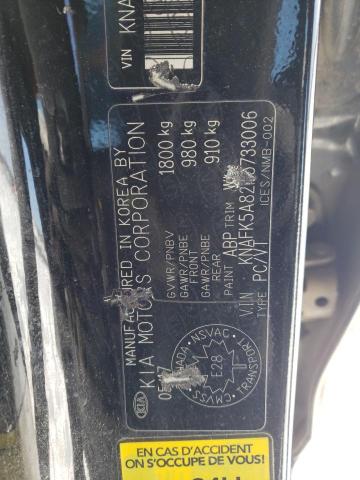 VIN KNA
MANUFACTURED IN KOREA BY
KIA KIA MOTORS CORPORATION
GVWR/PNBV 1800 kg
GAWR/PNBE FRONT 980 kg
GAWR/PNBE REAR 910 kg
PAINT ABP TRIM
VIN
TYPE PC/VT ICES/NMB-002
NSVAC
CANADA E28 TRANSPORT
CMVSS
EN CAS D'ACCIDENT
ON S'OCCUPE DE VOUS!